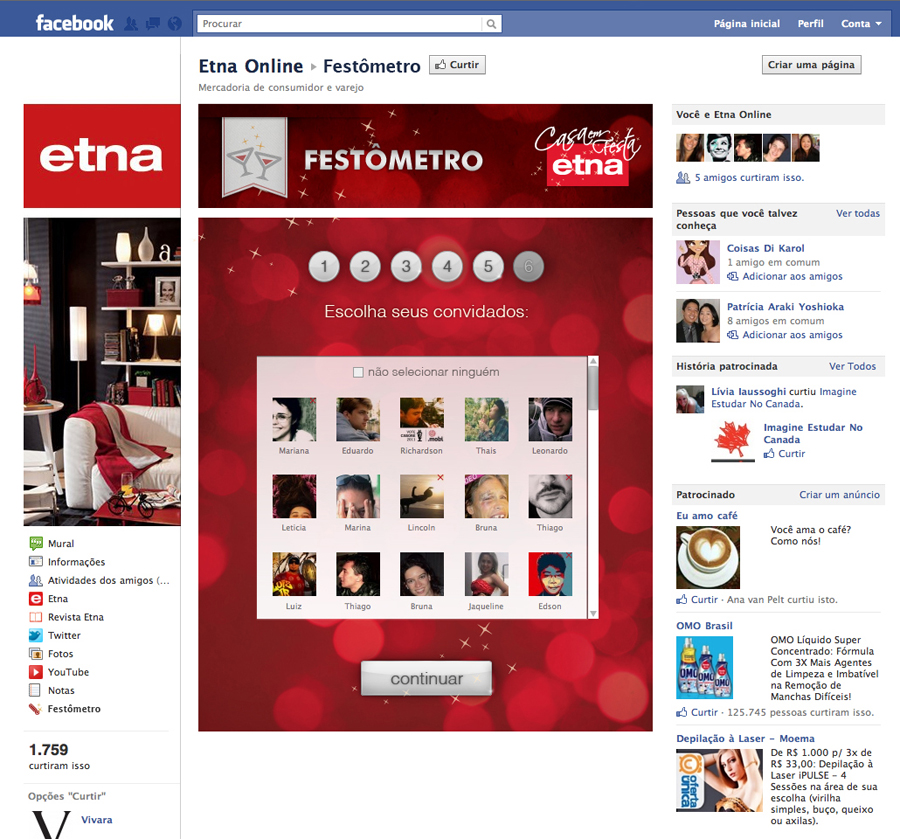 facebook
Procurar
Página inicial
Perfil
Conta
Etna Online ▸ Festômetro
Curtir
Mercadoria de consumidor e varejo
Criar uma página
etna
FESTÔMETRO
Casa em
Festa
etna
1 2 3 4 5 6
Escolha seus convidados:
não selecionar ninguém
Mariana Eduardo Richardson Thais Leonardo
Leticia Marina Lincoln Bruna Thiago
Luiz Thiago Bruna Jaqueline Edson
continuar
Mural
Informações
Atividades dos amigos (...
Etna
Revista Etna
Twitter
Fotos
YouTube
Notas
Festômetro
1.759
curtiram isso
Opções "Curtir"
Vivara
Você e Etna Online
5 amigos curtiram isso.
Pessoas que você talvez
conheça
Ver todas
Coisas Di Karol
1 amigo em comum
Adicionar aos amigos
Patrícia Araki Yoshioka
8 amigos em comum
Adicionar aos amigos
História patrocinada
Ver Todos
Lívia Iaussoghi curtiu Imagine
Estudar No Canada.
Imagine Estudar No
Canada
Curtir
Patrocinado
Criar um anúncio
Eu amo café
Você ama o café?
Como nós!
Curtir · Ana van Pelt curtiu isto.
OMO Brasil
OMO Líquido Super
Concentrado: Fórmula
Com 3X Mais Agentes
de Limpeza e Imbatível
na Remoção de
Manchas Difíceis!
Curtir · 125.745 pessoas curtiram isso.
Depilação à Laser - Moema
oferta
única
De R$ 1.000 p/ 3x de
R$ 33,00: Depilação à
Laser iPULSE - 4
Sessões na área de sua
escolha (virilha
simples, buço, queixo
ou axilas).